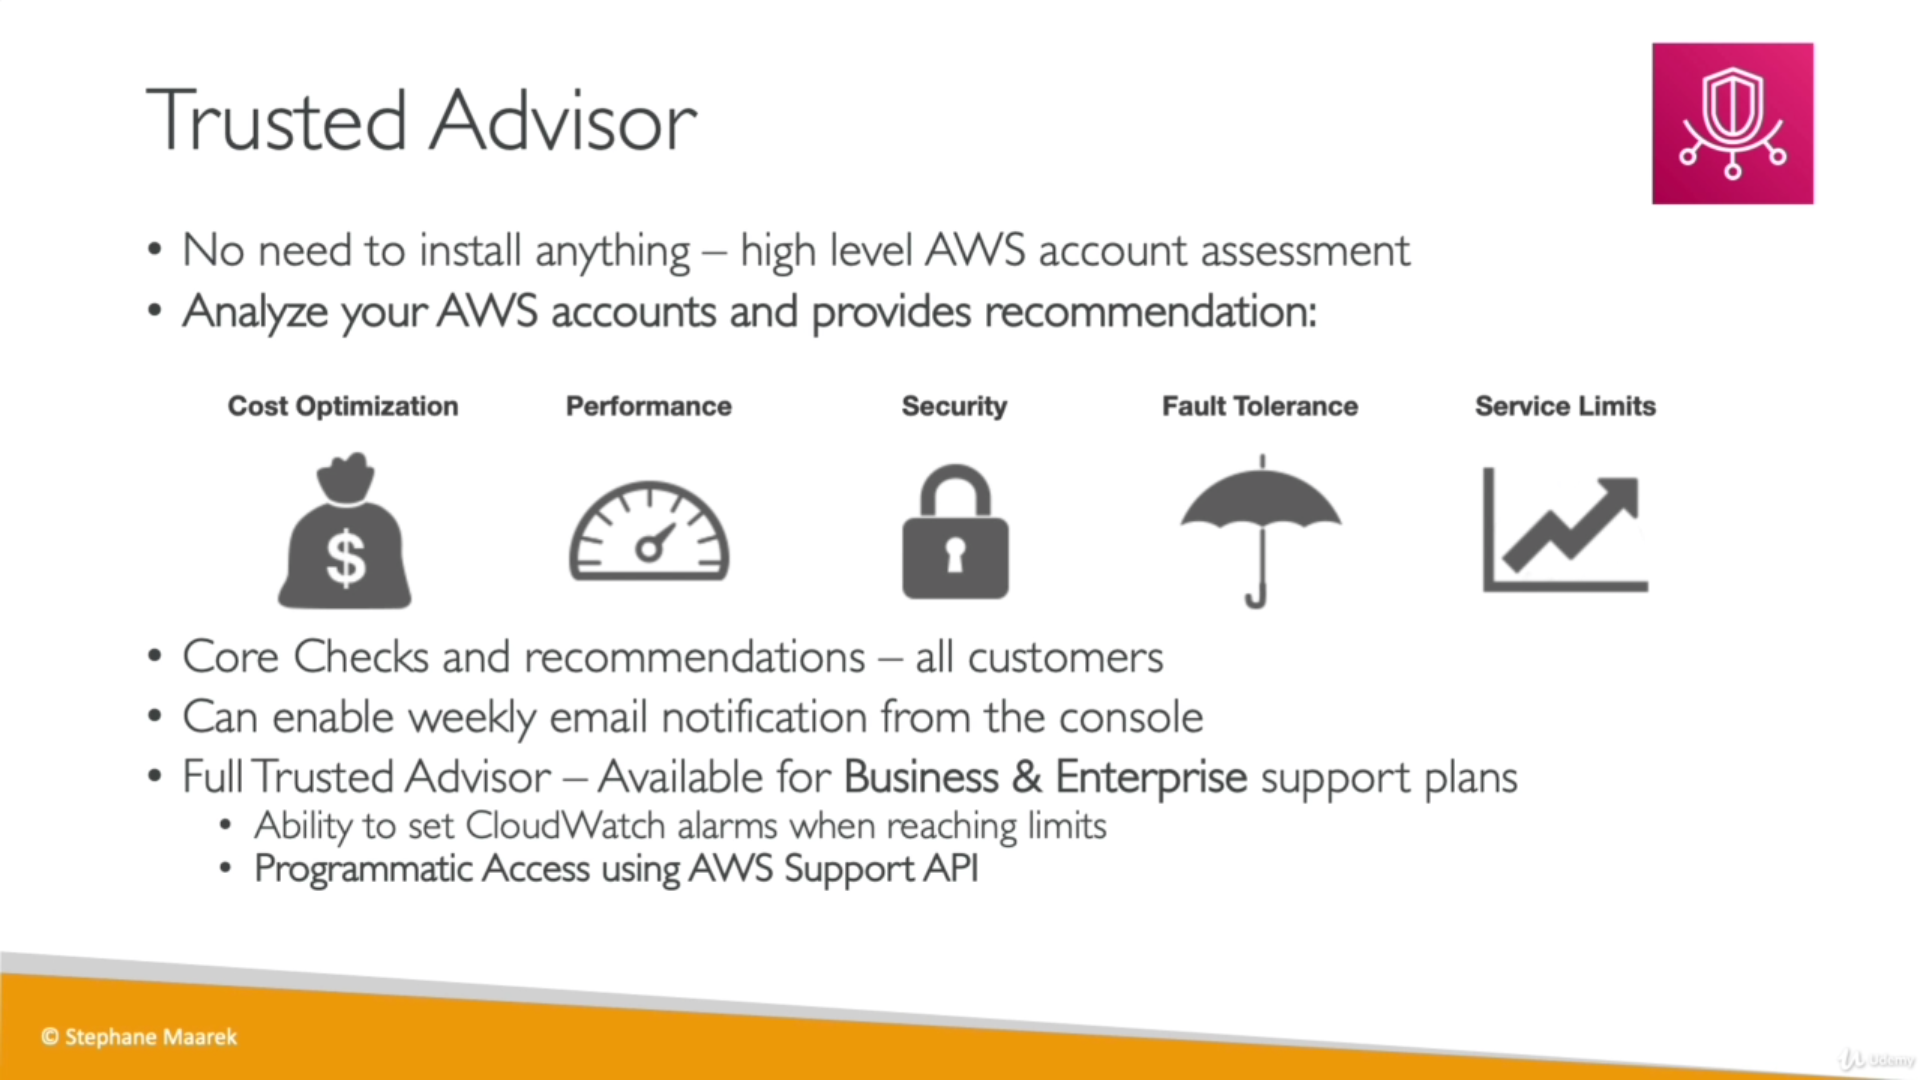 Trusted Advisor
• No need to install anything – high level AWS account assessment
• Analyze your AWS accounts and provides recommendation:
Cost Optimization Performance Security Fault Tolerance Service Limits
$
• Core Checks and recommendations – all customers
• Can enable weekly email notification from the console
• Full Trusted Advisor – Available for Business & Enterprise support plans
• Ability to set CloudWatch alarms when reaching limits
• Programmatic Access using AWS Support API
© Stephane Maarek
Udemy